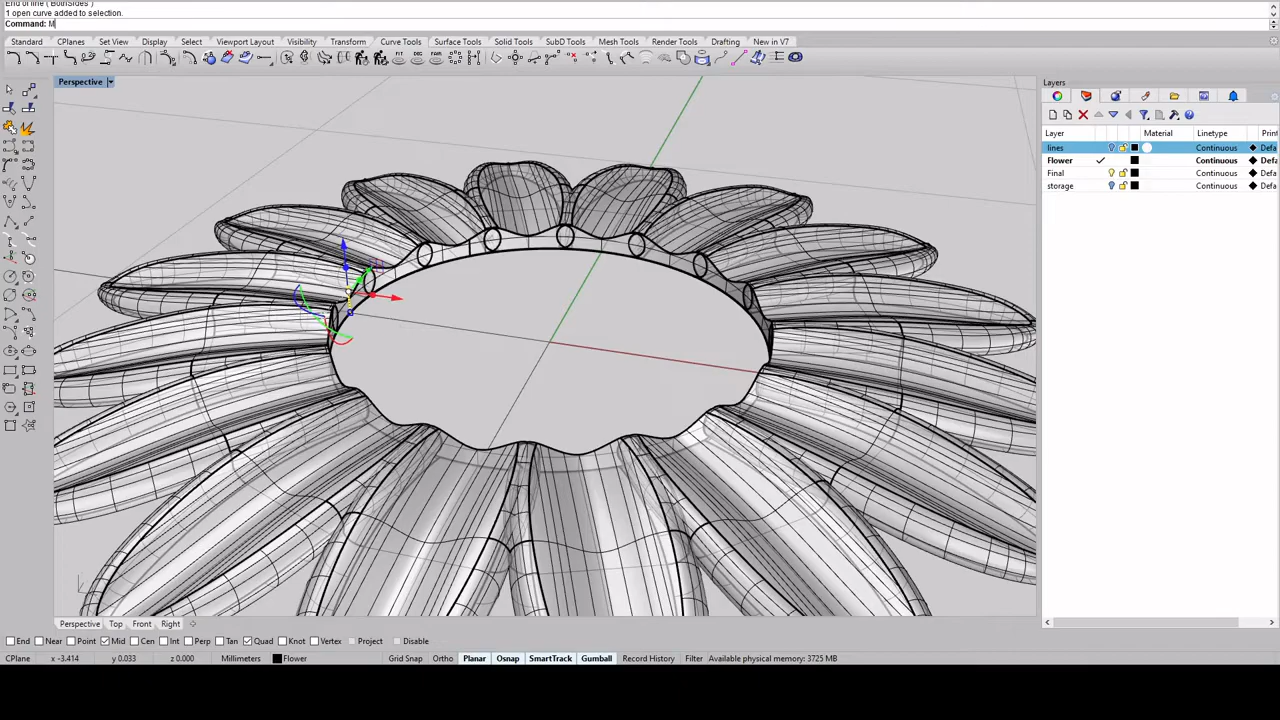 End of line ( BothSides )
1 open curve added to selection.
Command: M
Standard CPlanes Set View Display Select Viewport Layout Visibility Transform Curve Tools Surface Tools Solid Tools SubD Tools Mesh Tools Render Tools Drafting New in V7
Perspective
Layers
Layer Material Linetype Print
lines Continuous Defa
Flower Continuous Defa
Final Continuous Defa
storage Continuous Defa
Perspective Top Front Right
End Near Point Mid Cen Int Perp Tan Quad Knot Vertex Project Disable
CPlane x -3.414 y 0.033 z 0.000 Millimeters Flower Grid Snap Ortho Planar Osnap SmartTrack Gumball Record History Filter Available physical memory: 3725 MB